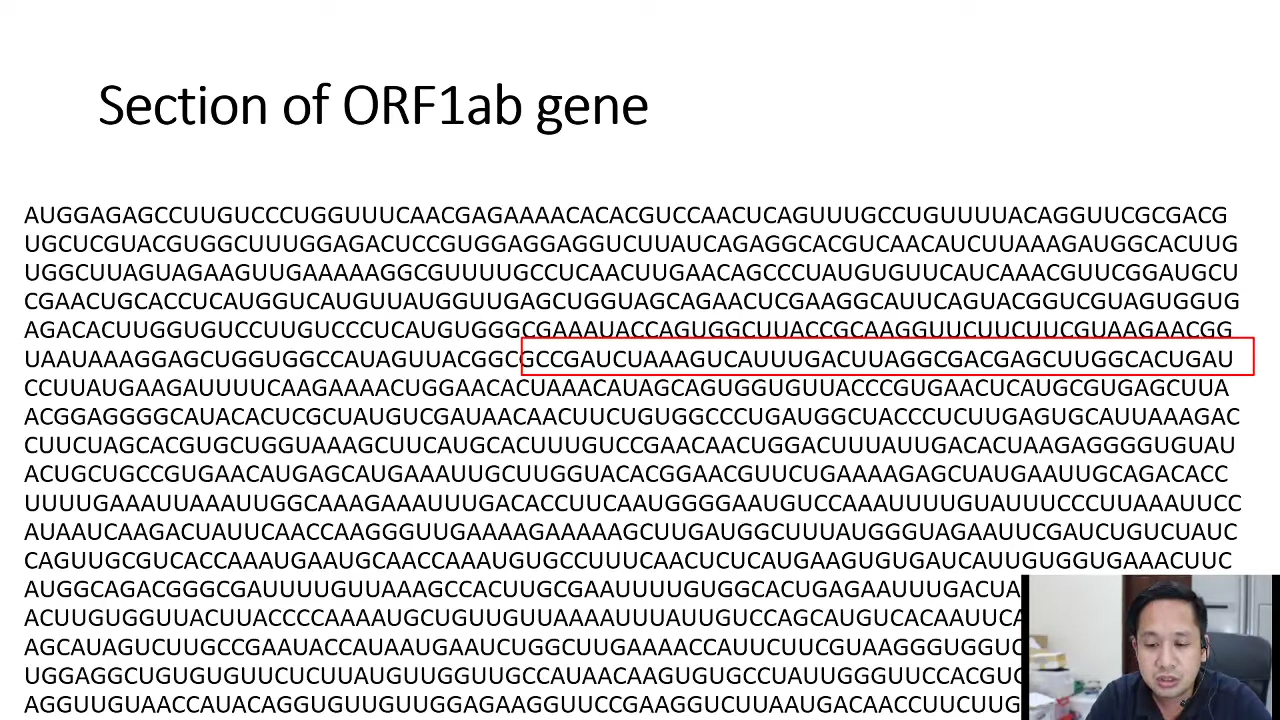 Section of ORF1ab gene
AUGGAGAGCCUUGUCCCUGGUUUCAACGAGAAAACACACGUCCAACUCAGUUUGCCUGUUUUACAGGUUCGCGACG
UGCUCGUACGUGGCUUUGGAGACUCCGUGGAGGAGGUCUUAUCAGAGGCACGUCAACAUCUUAAAGAUGGCACUUG
UGGCUUAGUAGAAGUUGAAAAAGGCGUUUUGCCUCAACUUGAACAGCCCUAUGUGUUCAUCAAACGUUCGGAUGCU
CGAACUGCACCUCAUGGUCAUGUUAUGGUUGAGCUGGUAGCAGAACUCGAAGGCAUUCAGUACGGUCGUAGUGGUG
AGACACUUGGUGUCCUUGUCCCUCAUGUGGGCGAAAUACCAGUGGCUUACCGCAAGGUUCUUCUUCGUAAGAACGG
UAAUAAAGGAGCUGGUGGCCAUAGUUACGGCGCCGAUCUAAAGUCAUUUGACUUAGGCGACGAGCUUGGCACUGAU
CCUUAUGAAGAUUUUCAAGAAAACUGGAACACUAAACAUAGCAGUGGUGUUACCCGUGAACUCAUGCGUGAGCUUA
ACGGAGGGGCAUACACUCGCUAUGUCGAUAACAACUUCUGUGGCCCUGAUGGCUACCCUCUUGAGUGCAUUAAAGAC
CUUCUAGCACGUGCUGGUAAAGCUUCAUGCACUUUGUCCGAACAACUGGACUUUAUUGACACUAAGAGGGGUGUAU
ACUGCUGCCGUGAACAUGAGCAUGAAAUUGCUUGGUACACGGAACGUUCUGAAAAGAGCUAUGAAUUGCAGACACC
UUUUGAAAUUAAAUUGGCAAAGAAAUUUGACACCUUCAAUGGGGAAUGUCCAAAUUUUGUAUUUCCCUUAAAUUCC
AUAAUCAAGACUAUUCAACCAAGGGUUGAAAAGAAAAAGCUUGAUGGCUUUAUGGGUAGAAUUCGAUCUGUCUAUC
CAGUUGCGUCACCAAAUGAAUGCAACCAAAUGUGCCUUUCAACUCUCAUGAAGUGUGAUCAUUGUGGUGAAACUUC
AUGGCAGACGGGCGAUUUUGUUAAAGCCACUUGCGAAUUUUGUGGCACUGAGAAUUUGACUA
ACUUGUGGUUACUUACCCCAAAAUGCUGUUGUUAAAAUUUAUUGUCCAGCAUGUCACAAUUCA
AGCAUAGUCUUGCCGAAUACCAUAAUGAAUCUGGCUUGAAAACCAUUCUUCGUAAGGGUGGUC
UGGAGGCUGUGUGUUCUCUUAUGUUGGUUGCCAUAACAAGUGUGCCUAUUGGGUUCCACGUG
AGGUUGUAACCAUACAGGUGUUGUUGGAGAAGGUUCCGAAGGUCUUAAUGACAACCUUCUUG